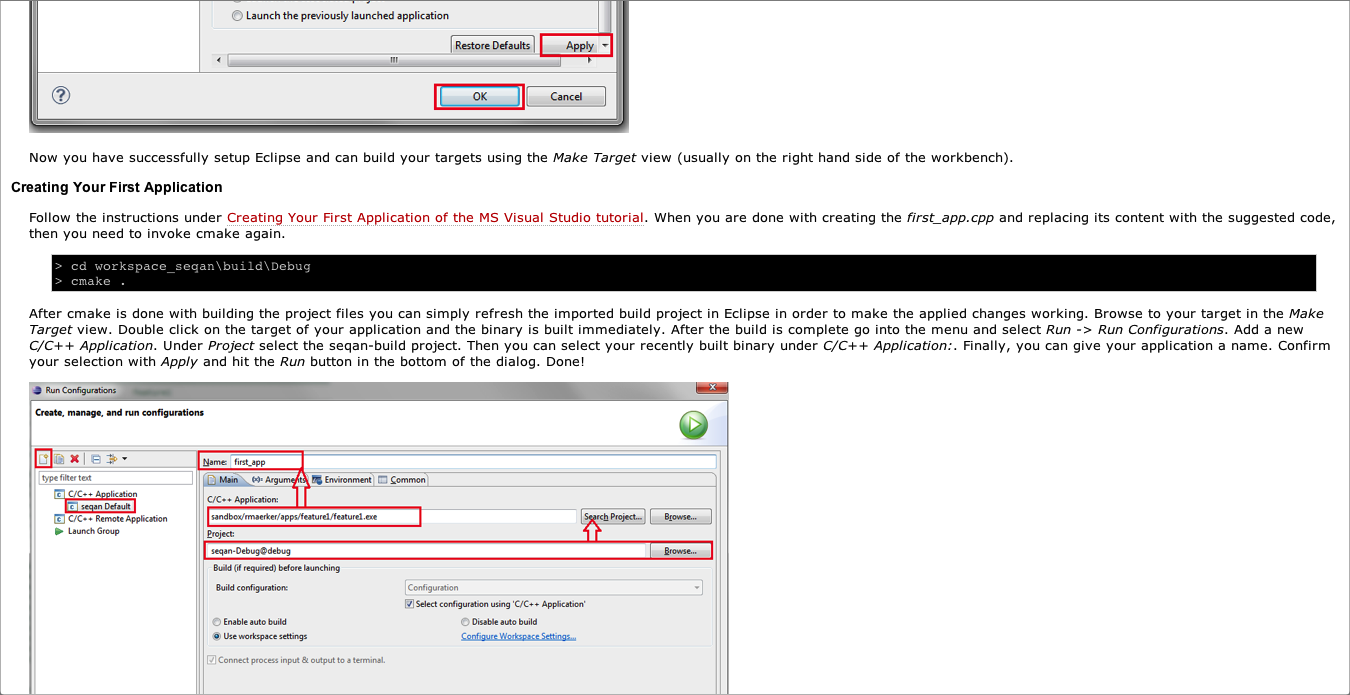 Launch the previously launched application
Restore Defaults Apply
OK Cancel
Now you have successfully setup Eclipse and can build your targets using the Make Target view (usually on the right hand side of the workbench).
Creating Your First Application
Follow the instructions under Creating Your First Application of the MS Visual Studio tutorial. When you are done with creating the first_app.cpp and replacing its content with the suggested code,
then you need to invoke cmake again.
> cd workspace_seqan\build\Debug
> cmake .
After cmake is done with building the project files you can simply refresh the imported build project in Eclipse in order to make the applied changes working. Browse to your target in the Make
Target view. Double click on the target of your application and the binary is built immediately. After the build is complete go into the menu and select Run -> Run Configurations. Add a new
C/C++ Application. Under Project select the seqan-build project. Then you can select your recently built binary under C/C++ Application:. Finally, you can give your application a name. Confirm
your selection with Apply and hit the Run button in the bottom of the dialog. Done!
Run Configurations
Create, manage, and run configurations
type filter text
C/C++ Application
seqan Default
C/C++ Remote Application
Launch Group
Name: first_app
Main Arguments Environment Common
C/C++ Application:
sandbox/rmaerker/apps/feature1/feature1.exe Search Project... Browse...
Project:
seqan-Debug@debug Browse...
Build (if required) before launching
Build configuration: Configuration
Select configuration using 'C/C++ Application'
Enable auto build Disable auto build
Use workspace settings Configure Workspace Settings...
Connect process input & output to a terminal.